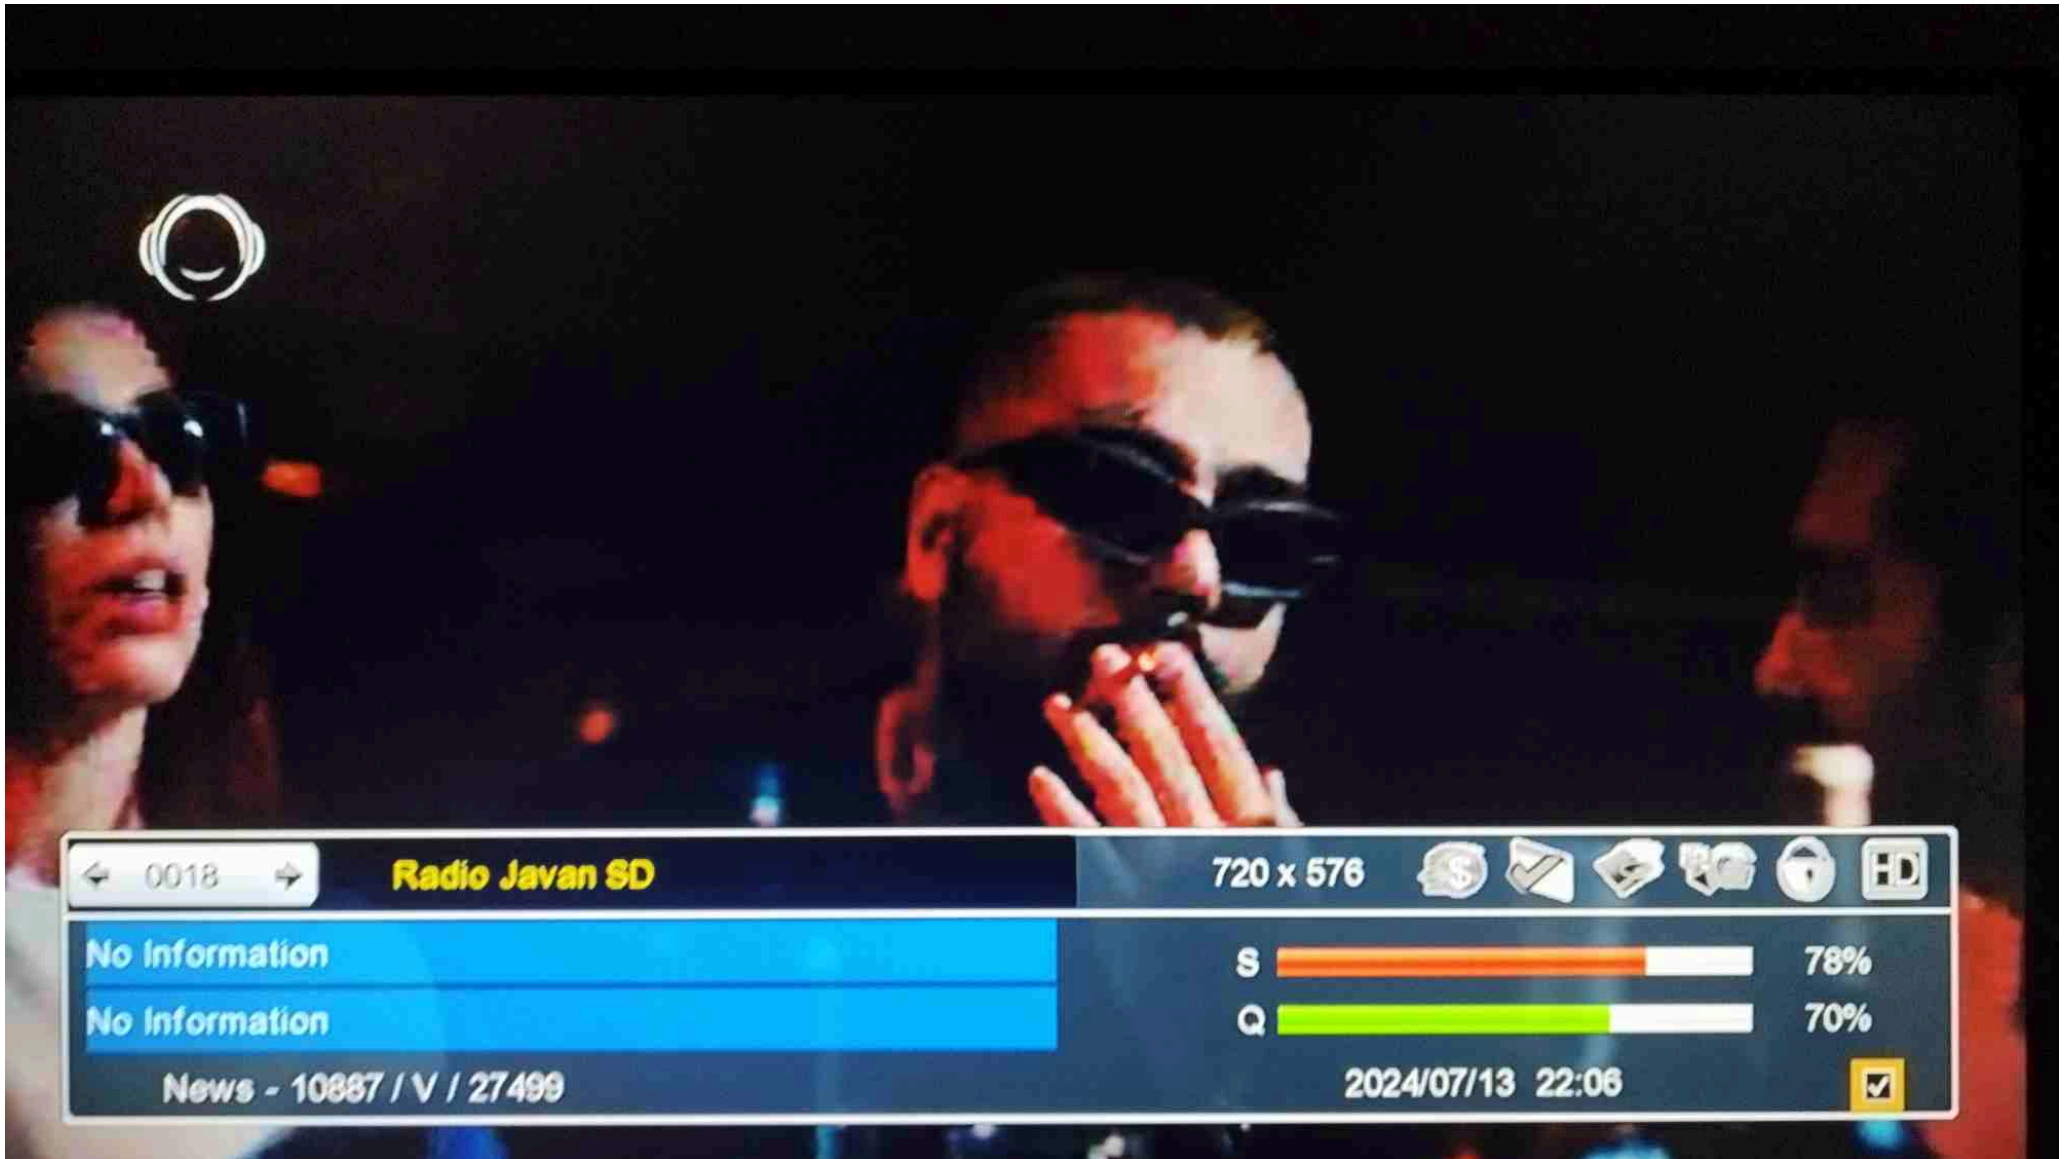 0018
Radio Javan SD
720 x 576
HD
No Information
S 78%
No Information
Q 70%
News - 10887 / V / 27499
2024/07/13 22:06